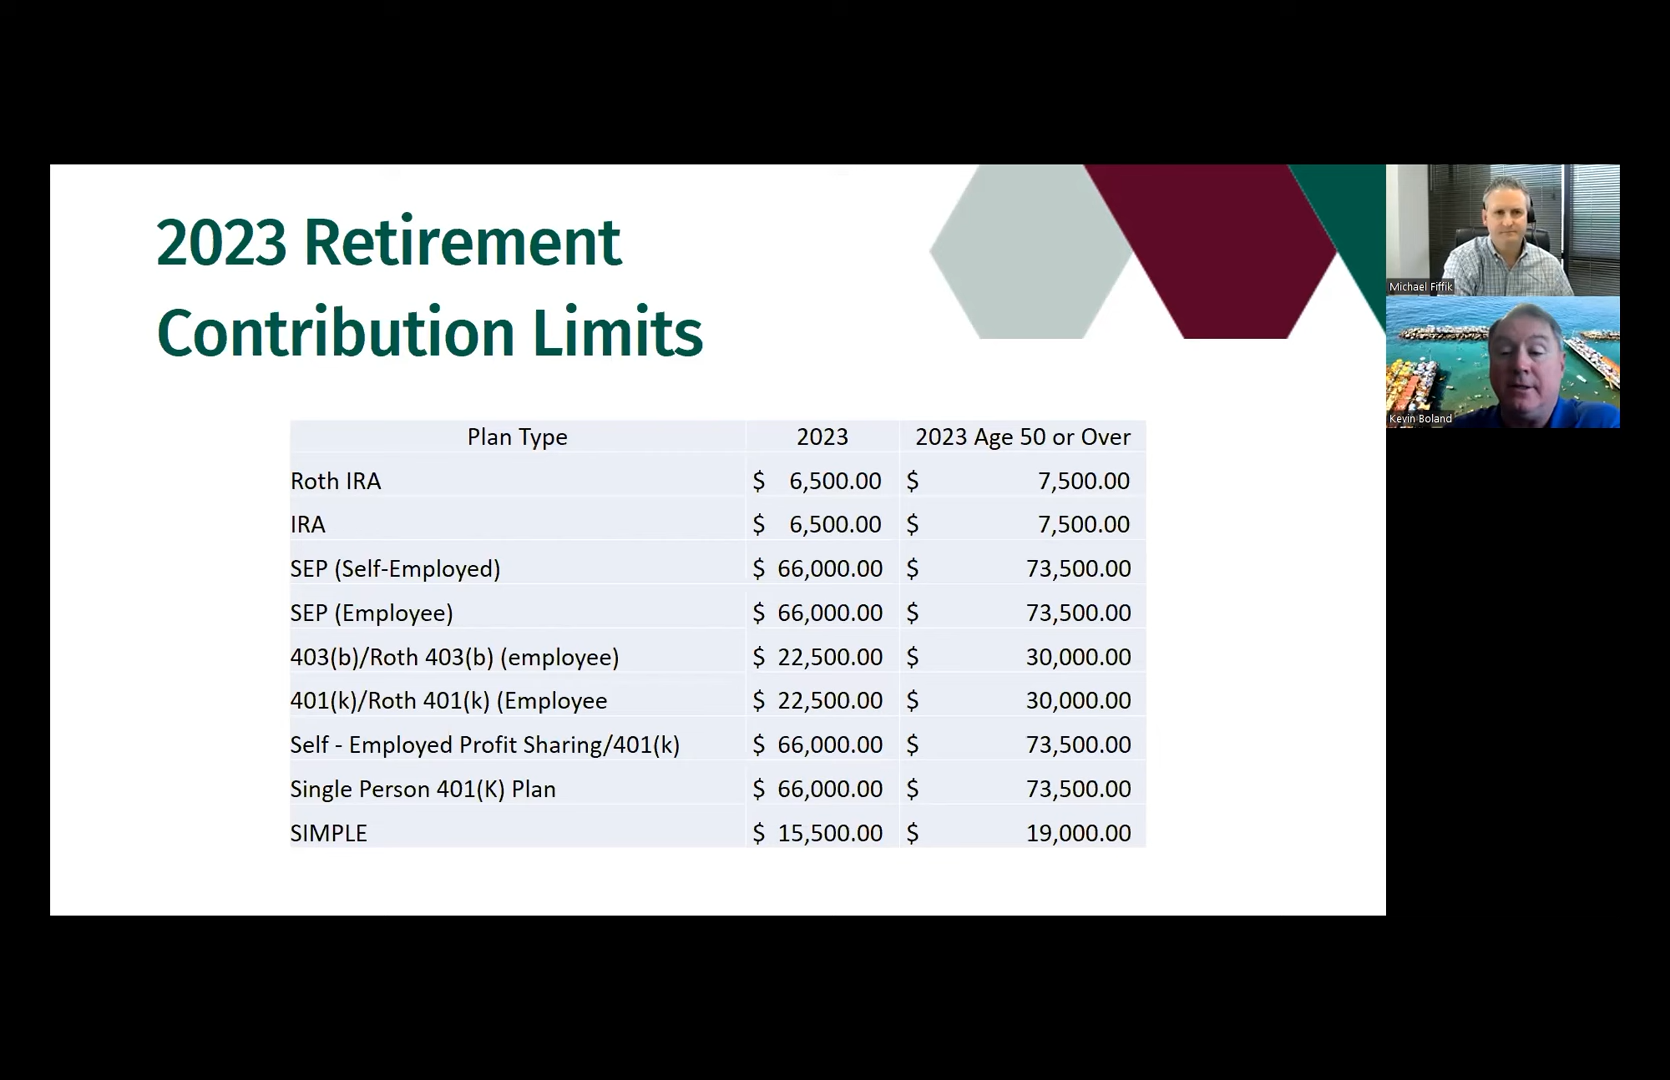 2023 Retirement
Contribution Limits
Plan Type 2023 2023 Age 50 or Over
Roth IRA $ 6,500.00 $ 7,500.00
IRA $ 6,500.00 $ 7,500.00
SEP (Self-Employed) $ 66,000.00 $ 73,500.00
SEP (Employee) $ 66,000.00 $ 73,500.00
403(b)/Roth 403(b) (employee) $ 22,500.00 $ 30,000.00
401(k)/Roth 401(k) (Employee $ 22,500.00 $ 30,000.00
Self - Employed Profit Sharing/401(k) $ 66,000.00 $ 73,500.00
Single Person 401(K) Plan $ 66,000.00 $ 73,500.00
SIMPLE $ 15,500.00 $ 19,000.00
Michael Fiffik
Kevin Boland